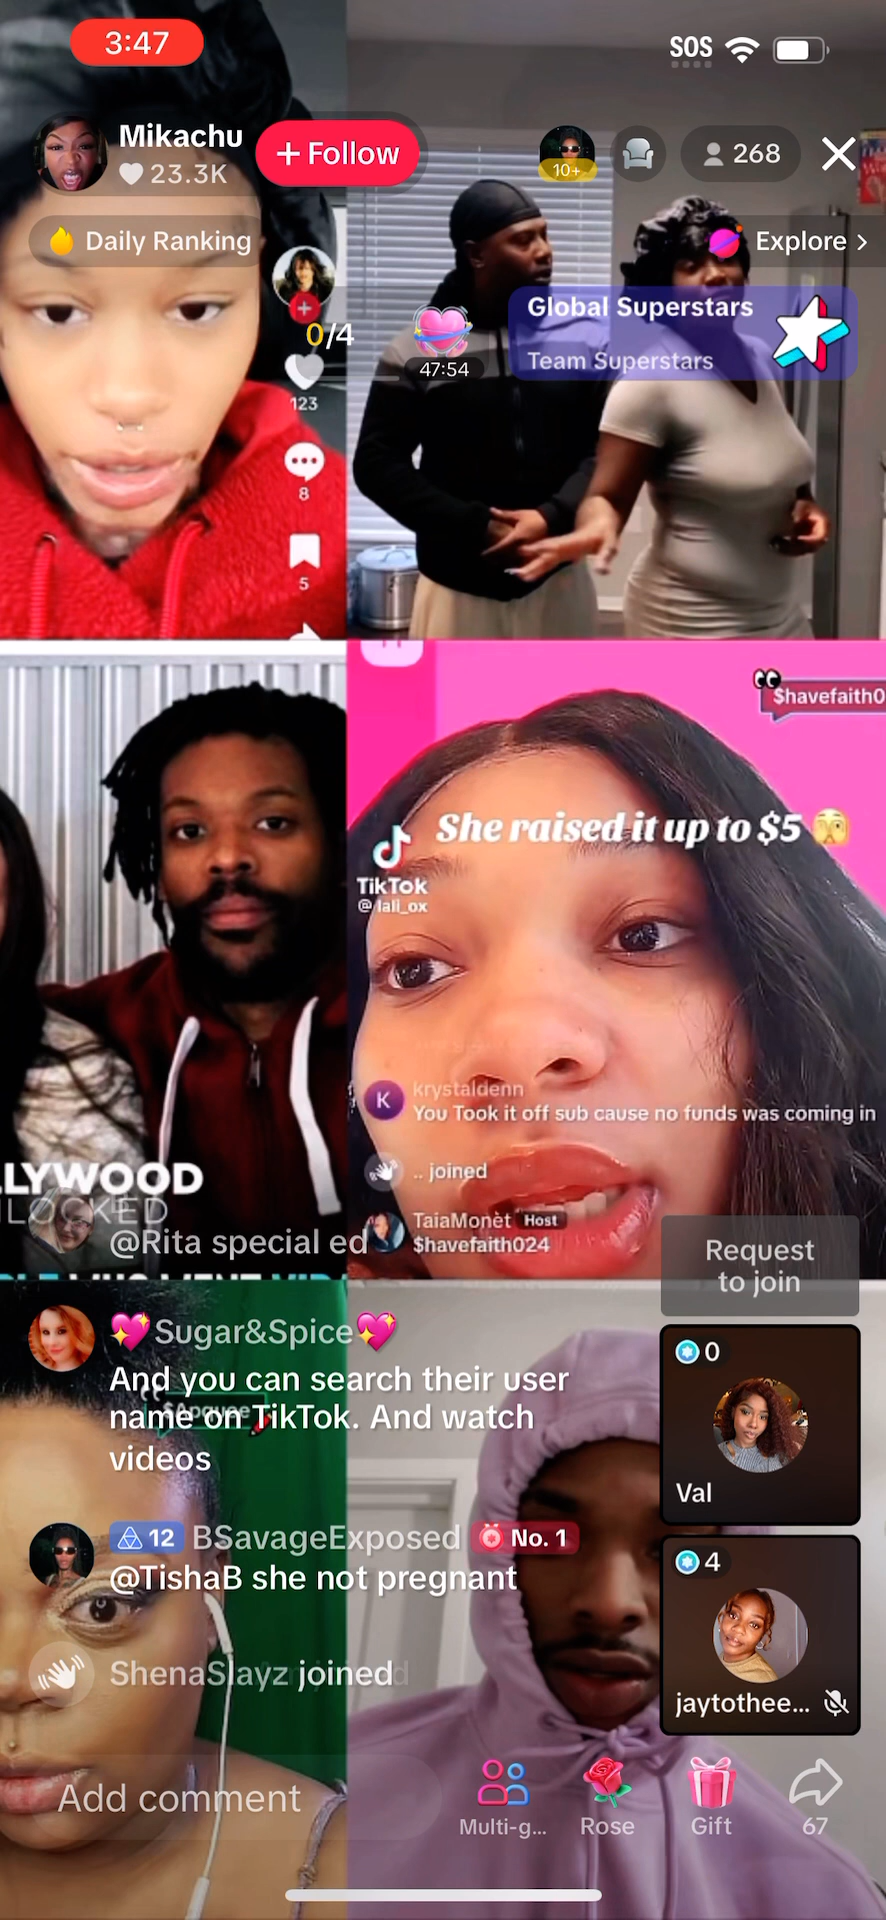 3:47
SOS
Mikachu
23.3K
+ Follow
10+
268
Daily Ranking
Explore >
0/4
47:54
Global Superstars
Team Superstars
123
8
5
$havefaith0
She raised it up to $5
TikTok
@lali_ox
K
krystaldenn
You Took it off sub cause no funds was coming in
.. joined
LLYWOOD
NLOCKED
TaiaMonèt Host
$havefaith024
@Rita special ed
Request
to join
Sugar&Spice
And you can search their user
name on TikTok. And watch
videos
0
Val
12 BSavageExposed No. 1
@TishaB she not pregnant
4
jaytothee...
ShenaSlayz joined
Add comment
Multi-g...
Rose
Gift
67